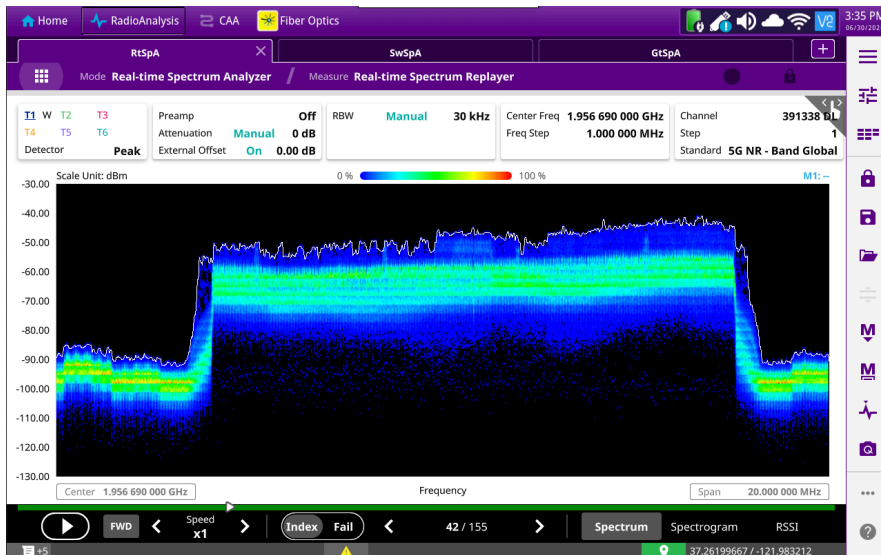 Home RadioAnalysis CAA Fiber Optics V2 3:35 PM
RtSpA SwSpA GtSpA
Mode Real-time Spectrum Analyzer / Measure Real-time Spectrum Replayer
T1 W T2 T3
T4 T5 T6
Detector Peak
Preamp Off
Attenuation Manual 0 dB
External Offset On 0.00 dB
RBW Manual 30 kHz
Center Freq 1.956 690 000 GHz
Freq Step 1.000 000 MHz
Channel 391338 DL
Step 1
Standard 5G NR - Band Global
Scale Unit: dBm 0 % 100 % M1: --
-30.00
-40.00
-50.00
-60.00
-70.00
-80.00
-90.00
-100.00
-110.00
-120.00
-130.00
Center 1.956 690 000 GHz Frequency Span 20.000 000 MHz
FWD Speed x1 Index Fail 42 / 155 Spectrum Spectrogram RSSI
+5 37.26199667 / -121.983212